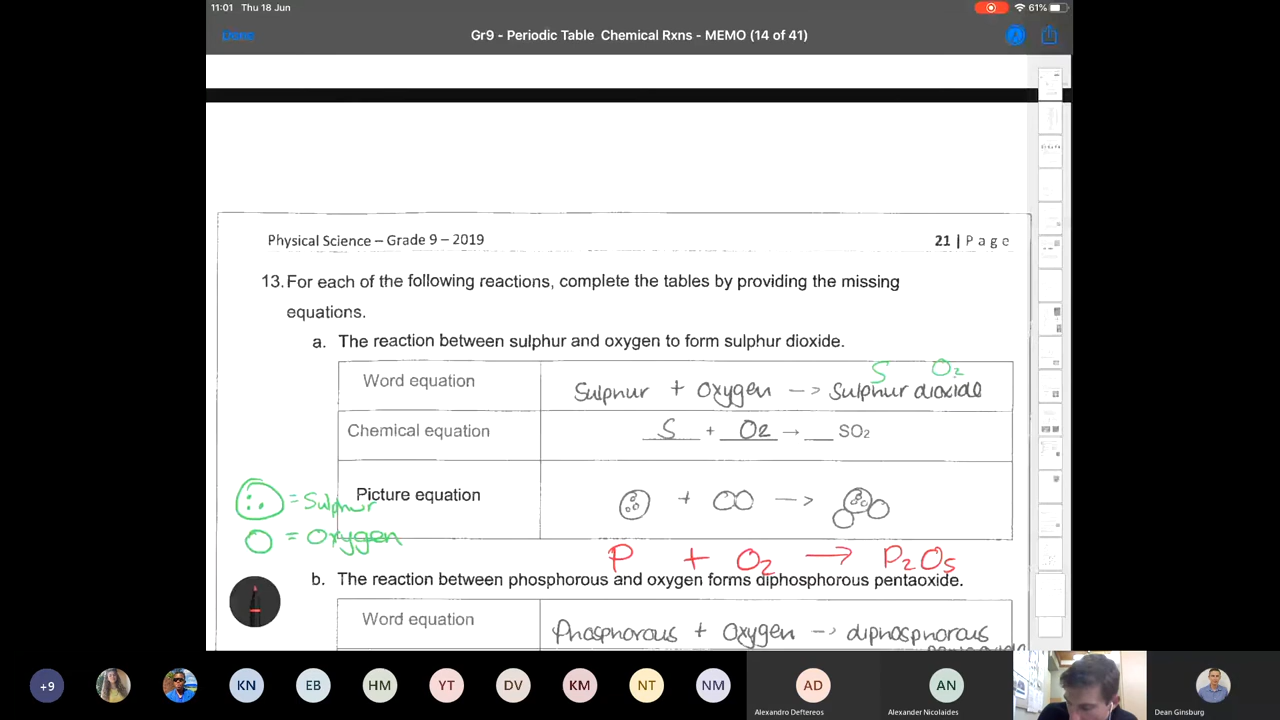 11:01 Thu 18 Jun
61%
Gr9 - Periodic Table Chemical Rxns - MEMO (14 of 41)
Physical Science – Grade 9 – 2019
21 | P a g e
13. For each of the following reactions, complete the tables by providing the missing
equations.
a. The reaction between sulphur and oxygen to form sulphur dioxide.
S O₂
Word equation Sulphur + Oxygen --> Sulphur dioxide
Chemical equation S + O₂ → ___ SO₂
Picture equation + -->
= Sulphur
= Oxygen
P + O₂ → P₂O₅
b. The reaction between phosphorous and oxygen forms diphosphorous pentaoxide.
Word equation Phosphorous + Oxygen --> diphosphorous
+9 KN EB HM YT DV KM NT NM AD AN
Alexandro Deftereos Alexander Nicolaides Dean Ginsburg